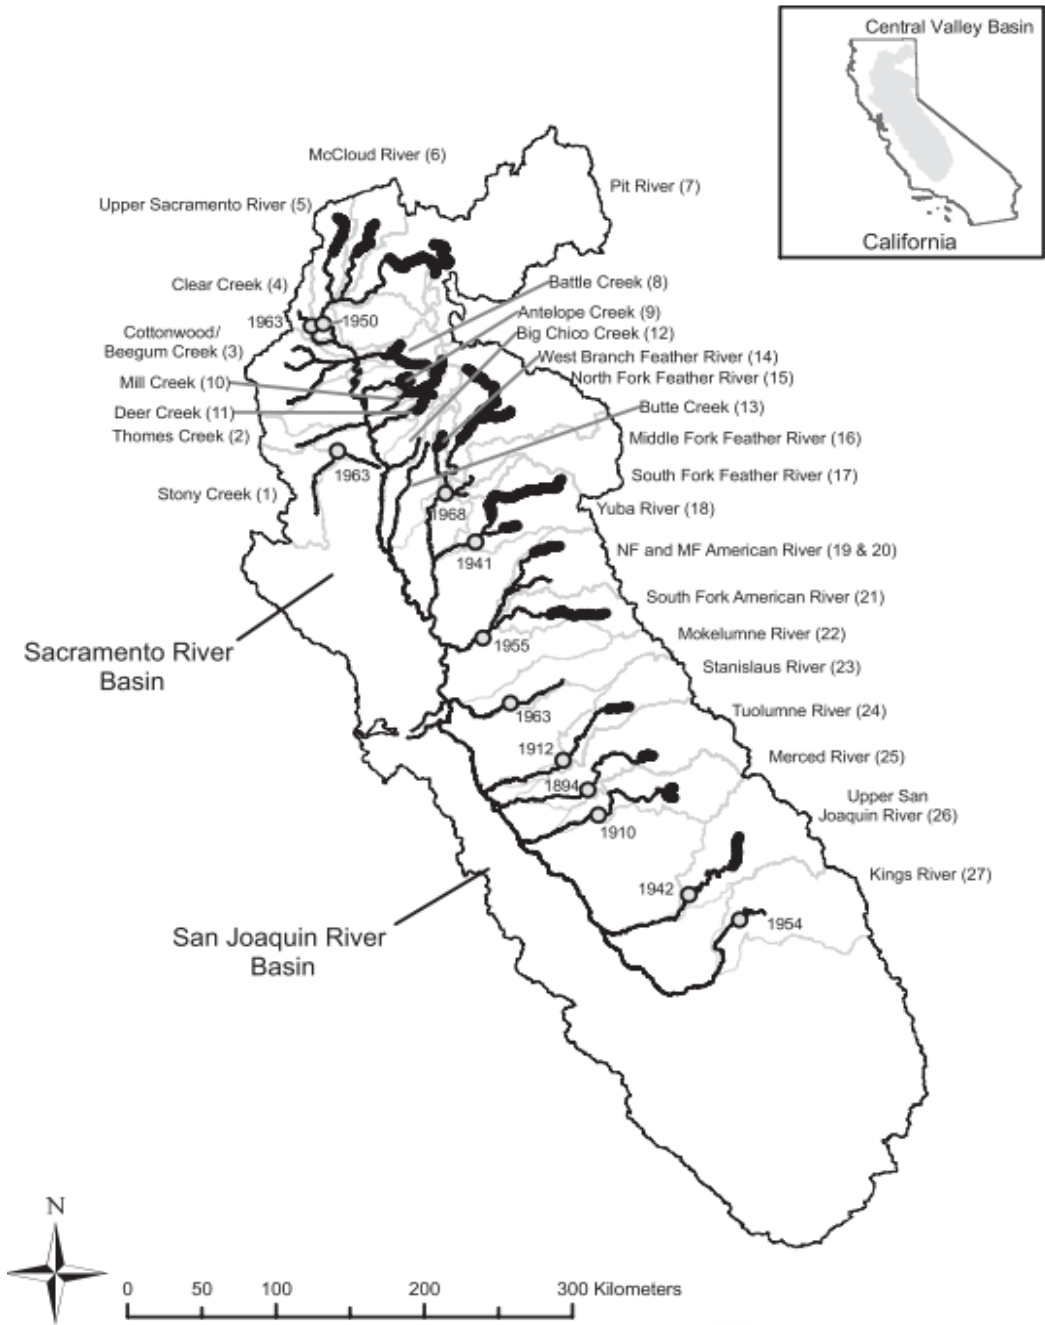 Central Valley Basin
California
McCloud River (6)
Pit River (7)
Upper Sacramento River (5)
Clear Creek (4)
Battle Creek (8)
Antelope Creek (9)
1963
1950
Big Chico Creek (12)
Cottonwood/
Beegum Creek (3)
West Branch Feather River (14)
North Fork Feather River (15)
Mill Creek (10)
Butte Creek (13)
Deer Creek (11)
Thomes Creek (2)
Middle Fork Feather River (16)
1963
South Fork Feather River (17)
Stony Creek (1)
1968
Yuba River (18)
1941
NF and MF American River (19 & 20)
South Fork American River (21)
Mokelumne River (22)
1955
Sacramento River
Basin
Stanislaus River (23)
1963
Tuolumne River (24)
1912
Merced River (25)
1894
Upper San
Joaquin River (26)
1910
Kings River (27)
1942
1954
San Joaquin River
Basin
N
0 50 100 200 300 Kilometers